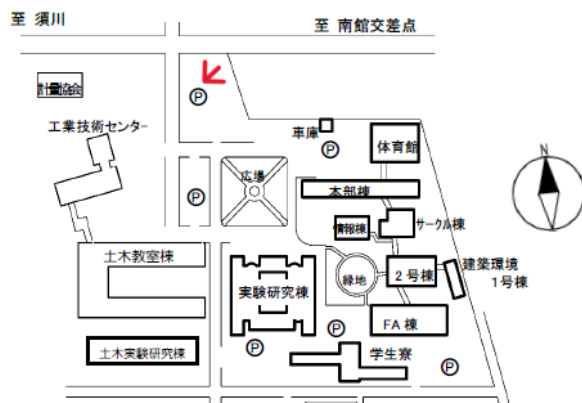 至 須川
至 南館交差点
計量協会
P
工業技術センター
車庫
P
体育館
広場
本部棟
P
情報棟
サークル棟
N
土木教室棟
実験研究棟
緑地
2号棟
建築環境
1号棟
FA 棟
P
土木実験研究棟
P
学生寮
P